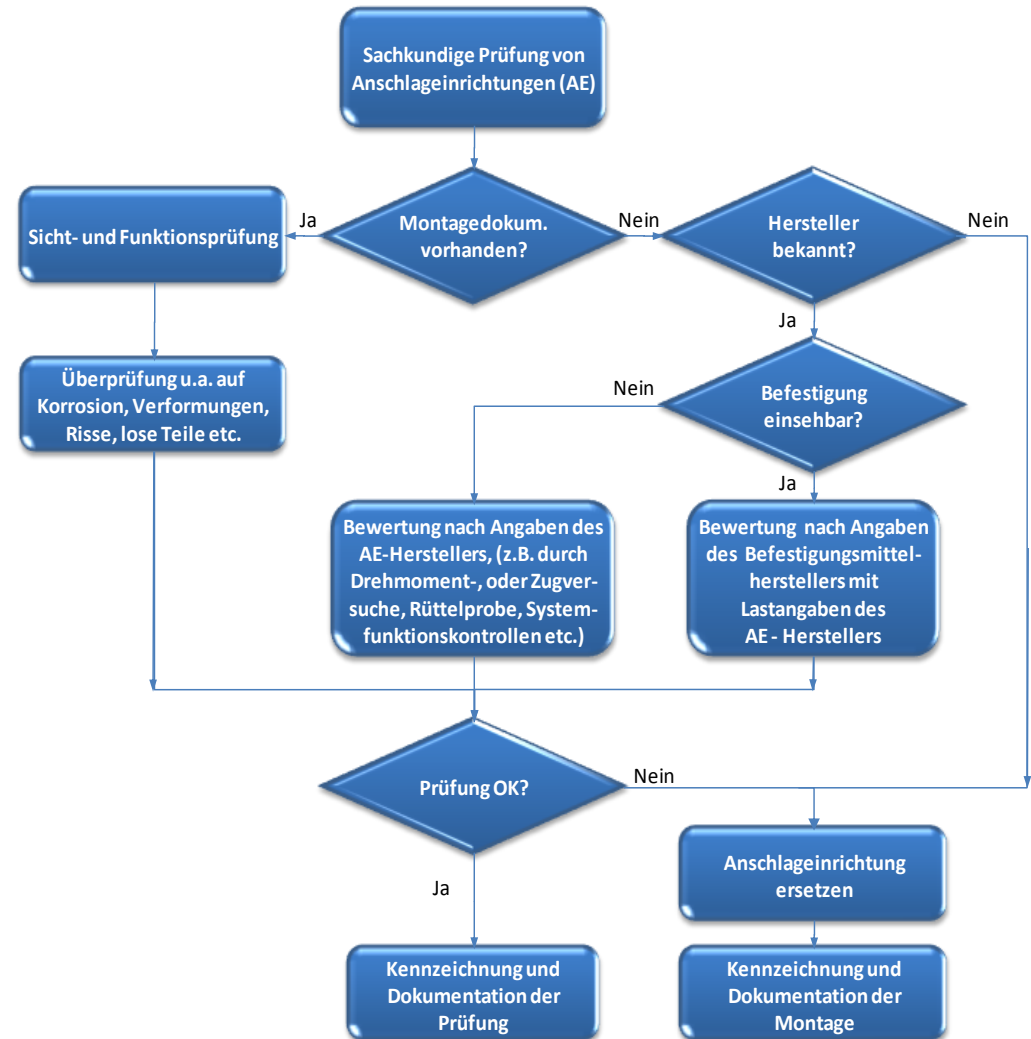 Sachkundige Prüfung von
Anschlageinrichtungen (AE)
Sicht- und Funktionsprüfung
Ja
Montagedokum.
vorhanden?
Nein
Hersteller
bekannt?
Nein
Ja
Überprüfung u.a. auf
Korrosion, Verformungen,
Risse, lose Teile etc.
Nein
Befestigung
einsehbar?
Ja
Bewertung nach Angaben des
AE-Herstellers, (z.B. durch
Drehmoment-, oder Zugver-
suche, Rüttelprobe, System-
funktionskontrollen etc.)
Bewertung nach Angaben
des Befestigungsmittel-
herstellers mit
Lastangaben des
AE - Herstellers
Prüfung OK?
Nein
Ja
Anschlageinrichtung
ersetzen
Kennzeichnung und
Dokumentation der
Prüfung
Kennzeichnung und
Dokumentation der
Montage